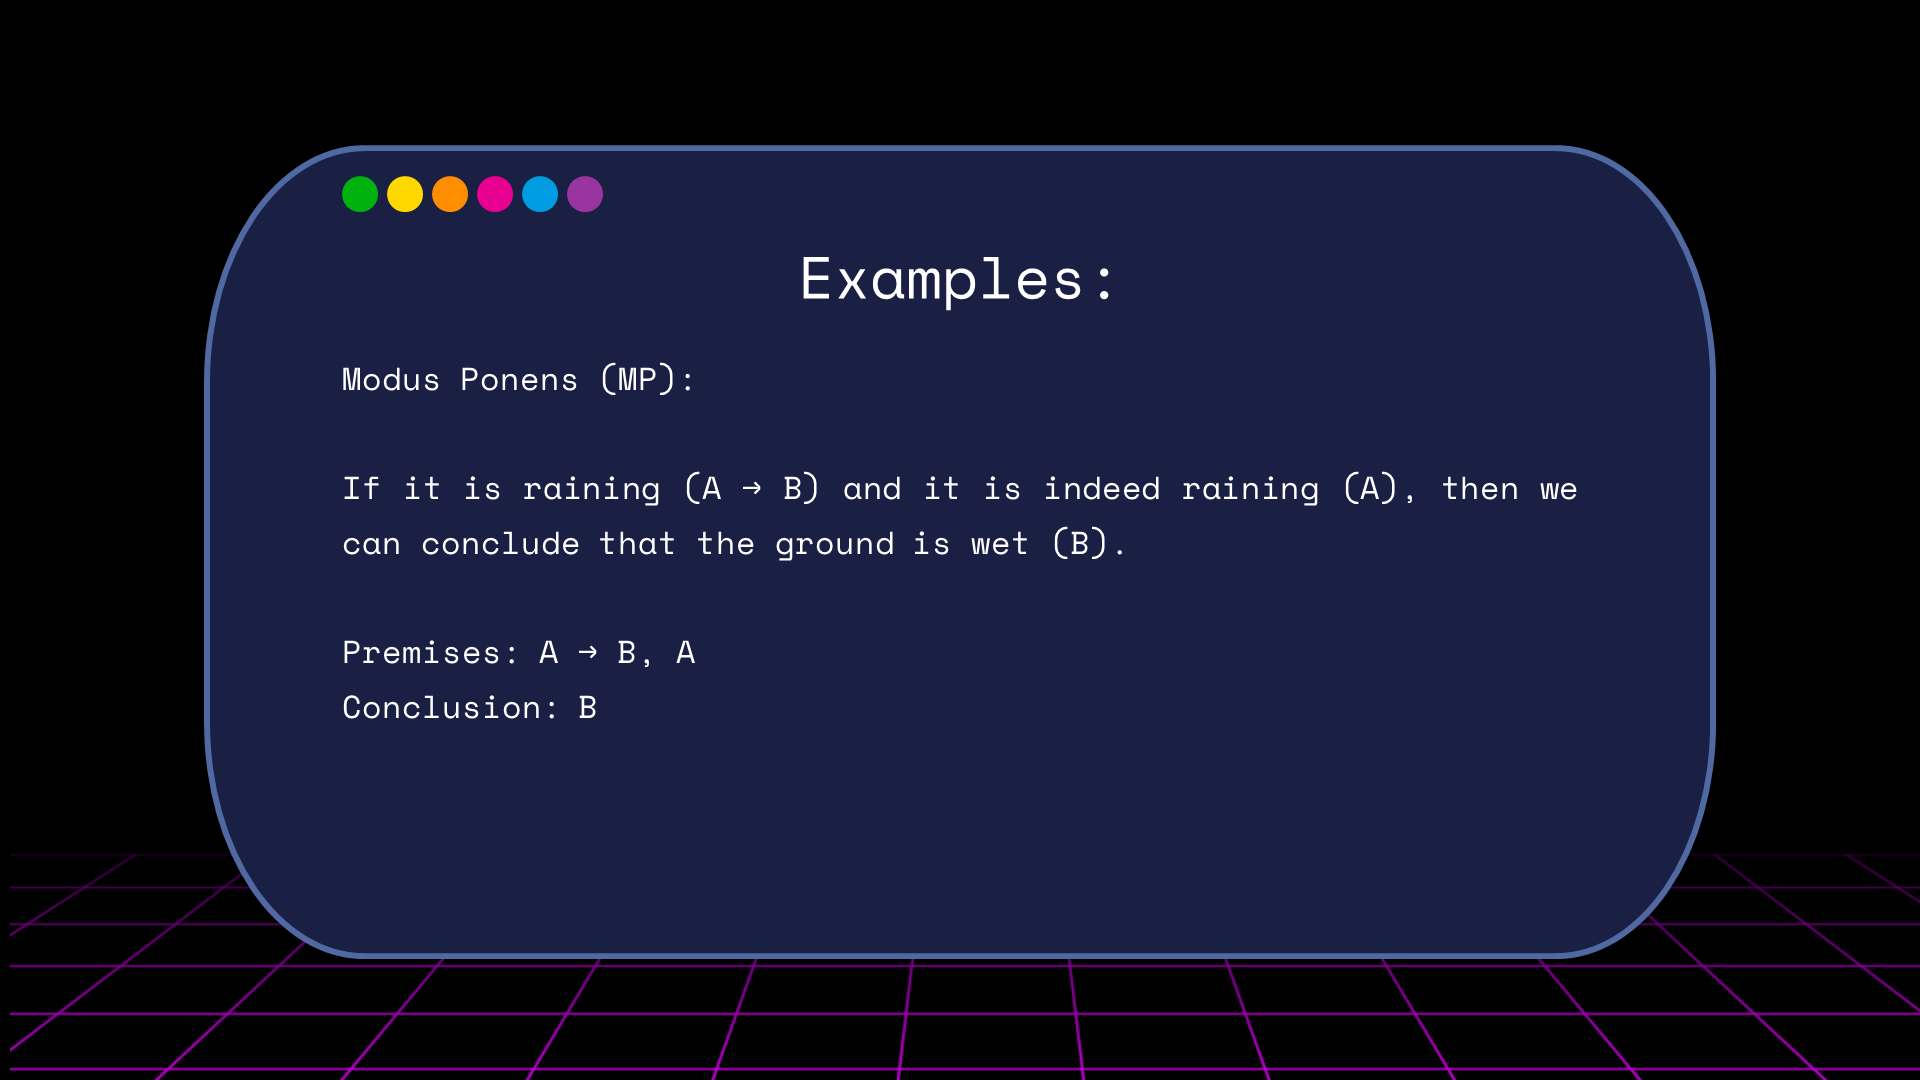 Examples:
Modus Ponens (MP):
If it is raining (A → B) and it is indeed raining (A), then we
can conclude that the ground is wet (B).
Premises: A → B, A
Conclusion: B